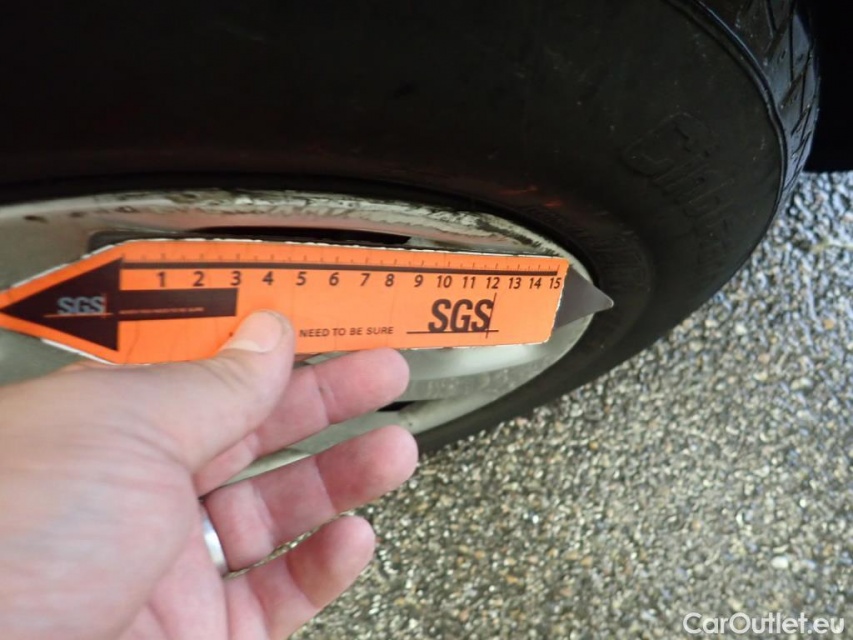 1 2 3 4 5 6 7 8 9 10 11 12 13 14 15
SGS
NEED TO BE SURE
SGS
CarOutlet.eu